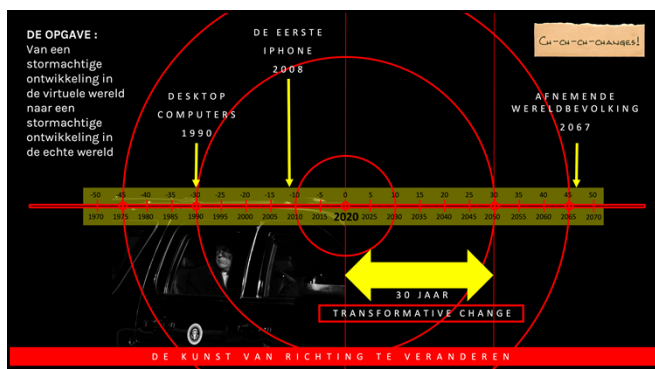 DE OPGAVE :
Van een
stormachtige
ontwikkeling in
de virtuele wereld
naar een
stormachtige
ontwikkeling in
de echte wereld
DE EERSTE
IPHONE
2008
CH-CH-CH-CHANGES!
DESKTOP
COMPUTERS
1990
AFNEMENDE
WERELDBEVOLKING
2067
-50 -45 -40 -35 -30 -25 -20 -15 -10 -5 0 5 10 15 20 25 30 35 40 45 50
1970 1975 1980 1985 1990 1995 2000 2005 2010 2015 2020 2025 2030 2035 2040 2045 2050 2055 2060 2065 2070
30 JAAR
TRANSFORMATIVE CHANGE
DE KUNST VAN RICHTING TE VERANDEREN